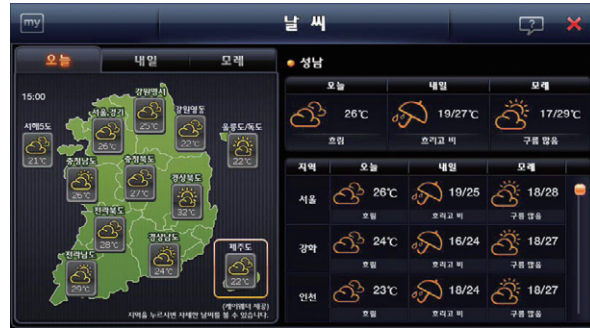 my
날 씨
?
오늘 내일 모레
15:00
강원영서
서울,경기
25℃
강원영동
서해5도
26℃
22℃
울릉도/독도
21℃
22℃
충청남도
충청북도
26℃
27℃
경상북도
32℃
전라북도
28℃
경상남도
24℃
전라남도
29℃
제주도
22℃
(케이웨더 제공)
지역을 누르시면 자세한 날씨를 볼 수 있습니다.
성남
오늘 내일 모레
26℃ 19/27℃ 17/29℃
흐림 흐리고 비 구름 많음
지역 오늘 내일 모레
서울 26℃ 19/25 18/28
흐림 흐리고 비 구름 많음
강화 24℃ 16/24 18/27
흐림 흐리고 비 구름 많음
인천 23℃ 18/24 18/27
흐림 흐리고 비 구름 많음